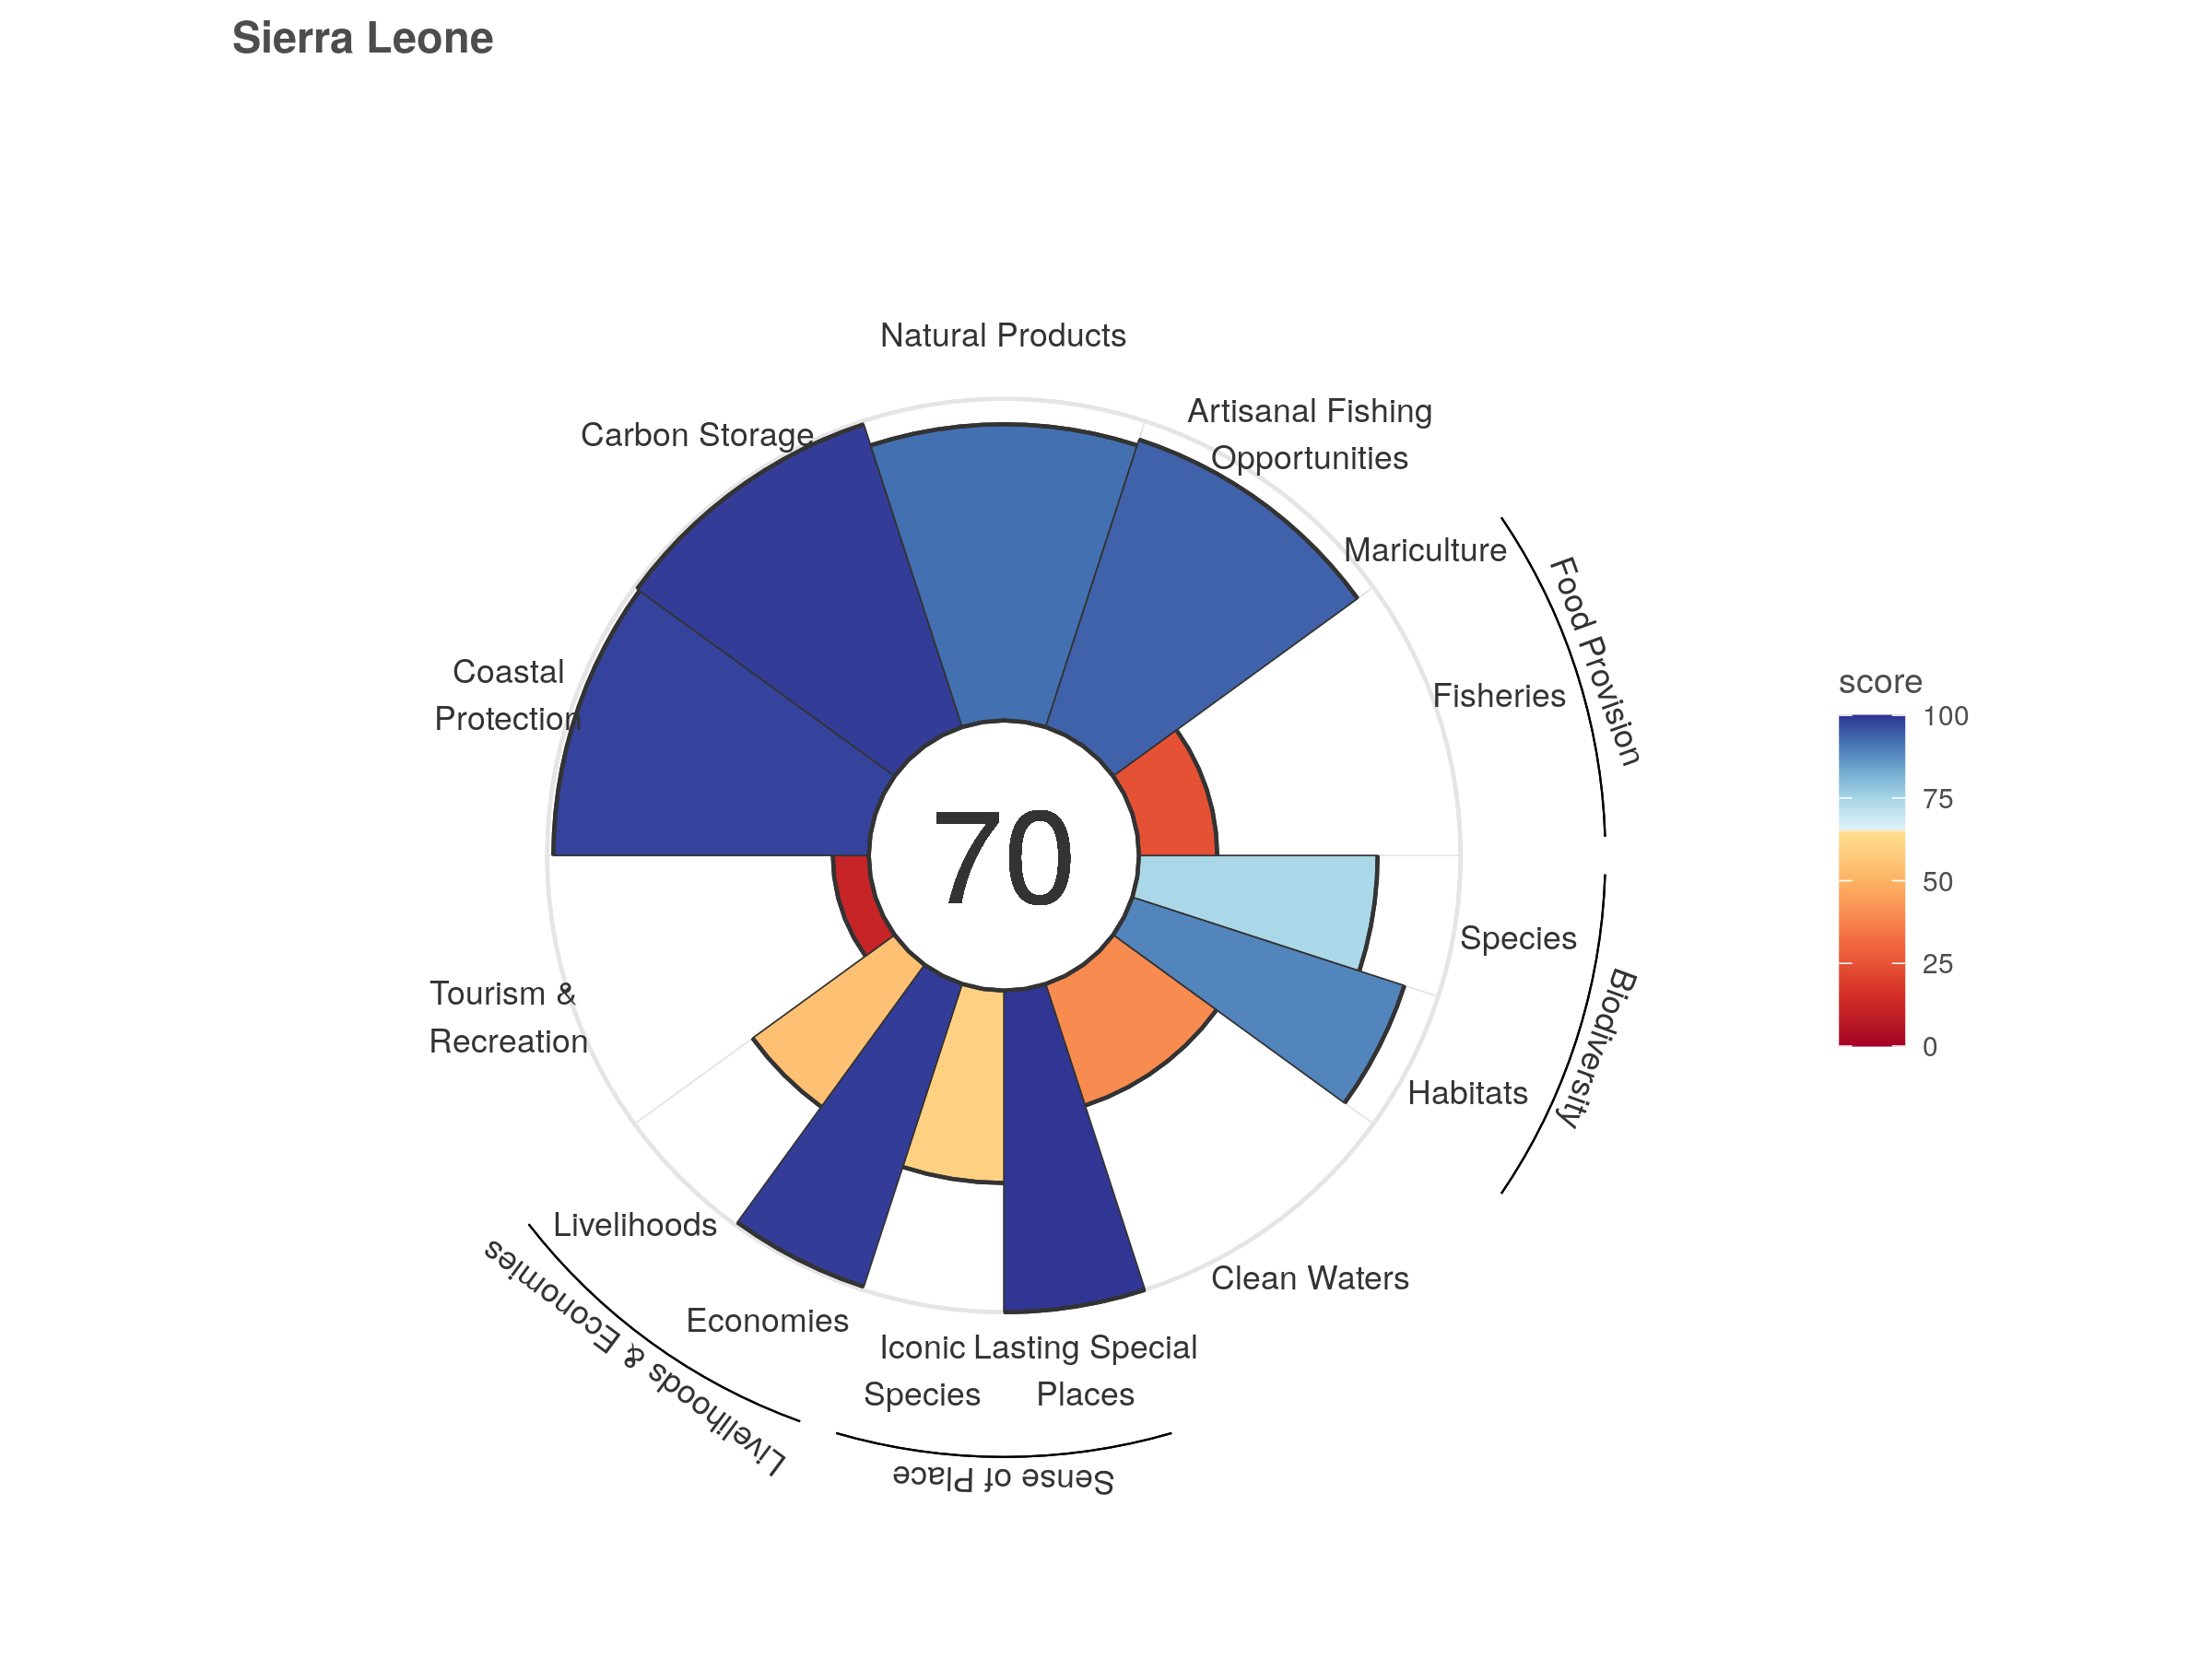 Sierra Leone
Natural Products
Artisanal Fishing
Opportunities
Carbon Storage
Mariculture
Food Provision
Fisheries
Coastal
Protection
70
score
100
75
50
25
0
Species
Biodiversity
Habitats
Tourism &
Recreation
Livelihoods
Clean Waters
Economies
Livelihoods & Economies
Iconic
Species
Lasting Special
Places
Sense of Place